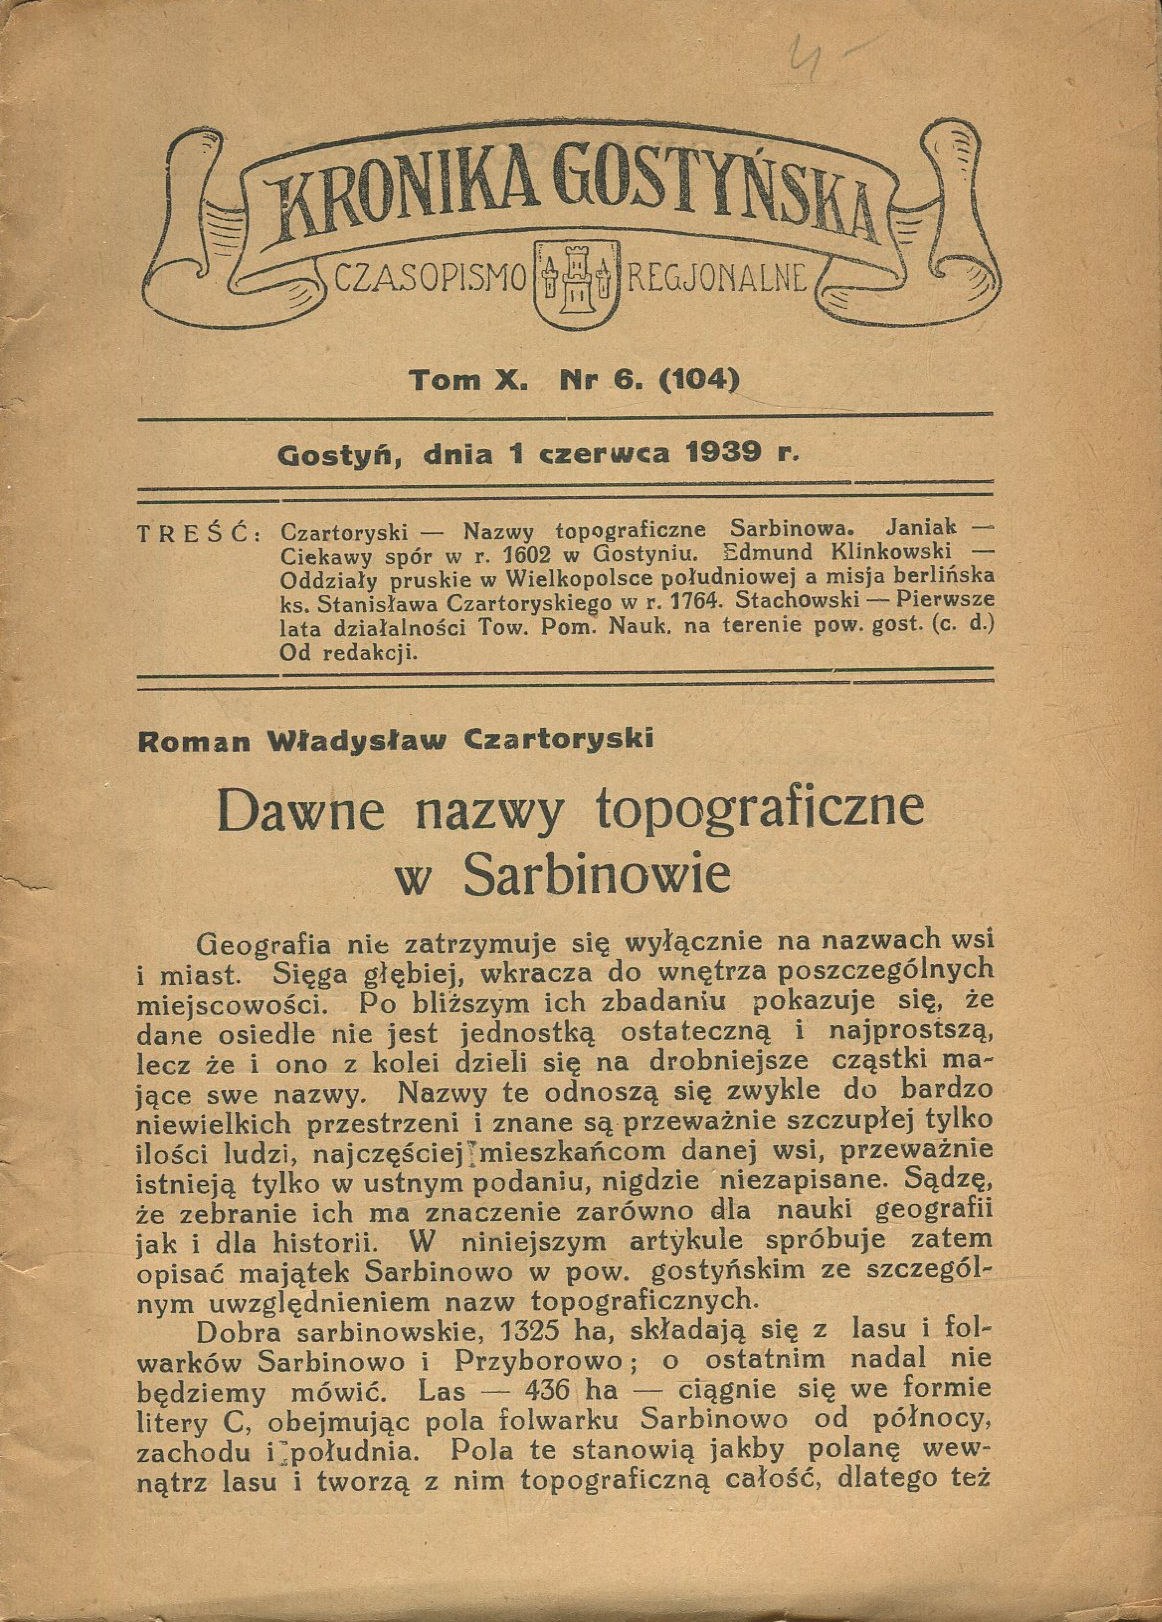 KRONIKA GOSTYŃSKA
CZASOPISMO REGJONALNE
Tom X. Nr 6. (104)
Gostyń, dnia 1 czerwca 1939 r.
TREŚĆ: Czartoryski — Nazwy topograficzne Sarbinowa. Janiak —
Ciekawy spór w r. 1602 w Gostyniu. Edmund Klinkowski —
Oddziały pruskie w Wielkopolsce południowej a misja berlińska
ks. Stanisława Czartoryskiego w r. 1764. Stachowski — Pierwsze
lata działalności Tow. Pom. Nauk. na terenie pow. gost. (c. d.)
Od redakcji.
Roman Władysław Czartoryski
Dawne nazwy topograficzne
w Sarbinowie
Geografia nie zatrzymuje się wyłącznie na nazwach wsi
i miast. Sięga głębiej, wkracza do wnętrza poszczególnych
miejscowości. Po bliższym ich zbadaniu pokazuje się, że
dane osiedle nie jest jednostką ostateczną i najprostszą,
lecz że i ono z kolei dzieli się na drobniejsze cząstki ma-
jące swe nazwy. Nazwy te odnoszą się zwykle do bardzo
niewielkich przestrzeni i znane są przeważnie szczupłej tylko
ilości ludzi, najczęściej mieszkańcom danej wsi, przeważnie
istnieją tylko w ustnym podaniu, nigdzie niezapisane. Sądzę,
że zebranie ich ma znaczenie zarówno dla nauki geografii
jak i dla historii. W niniejszym artykule spróbuje zatem
opisać majątek Sarbinowo w pow. gostyńskim ze szczegól-
nym uwzględnieniem nazw topograficznych.
Dobra sarbinowskie, 1325 ha, składają się z lasu i fol-
warków Sarbinowo i Przyborowo; o ostatnim nadal nie
będziemy mówić. Las — 436 ha — ciągnie się we formie
litery C, obejmując pola folwarku Sarbinowo od północy,
zachodu i południa. Pola te stanowią jakby polanę wew-
nątrz lasu i tworzą z nim topograficzną całość, dlatego też